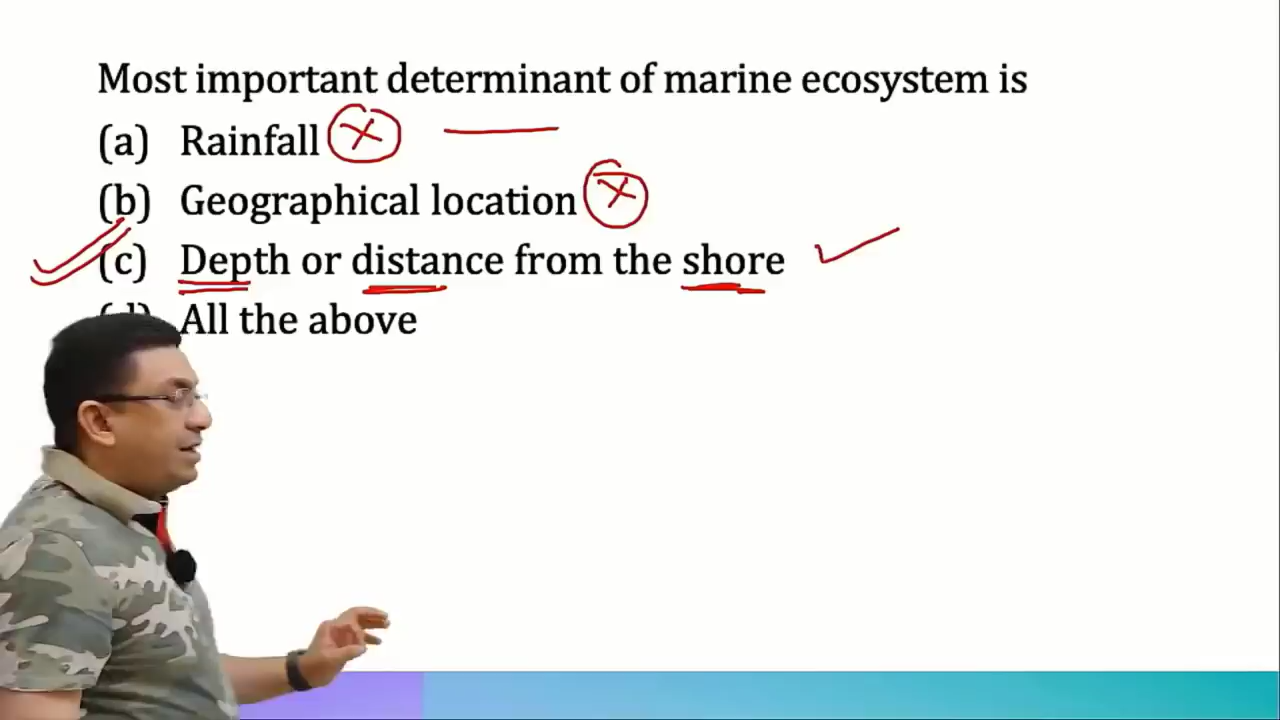 Most important determinant of marine ecosystem is
(a) Rainfall
(b) Geographical location
(c) Depth or distance from the shore
(d) All the above